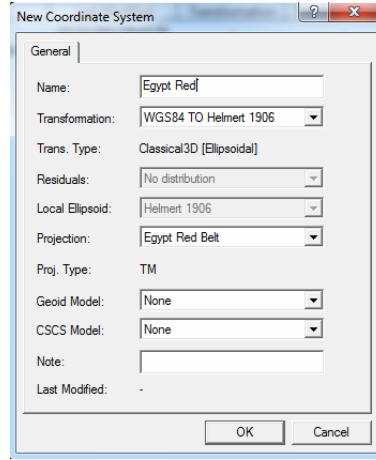 New Coordinate System
General
Name: Egypt Red
Transformation: WGS84 TO Helmert 1906
Trans. Type: Classical3D [Ellipsoidal]
Residuals: No distribution
Local Ellipsoid: Helmert 1906
Projection: Egypt Red Belt
Proj. Type: TM
Geoid Model: None
CSCS Model: None
Note:
Last Modified: -
OK Cancel